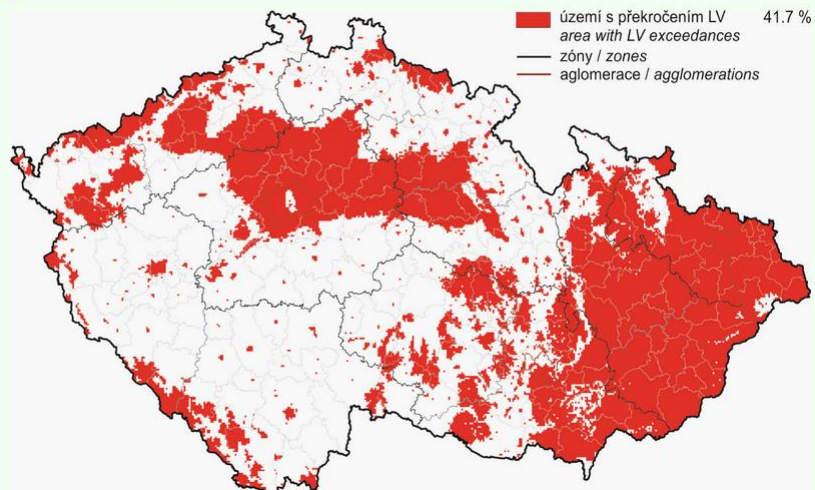 území s překročením LV 41.7 %
area with LV exceedances
zóny / zones
aglomerace / agglomerations